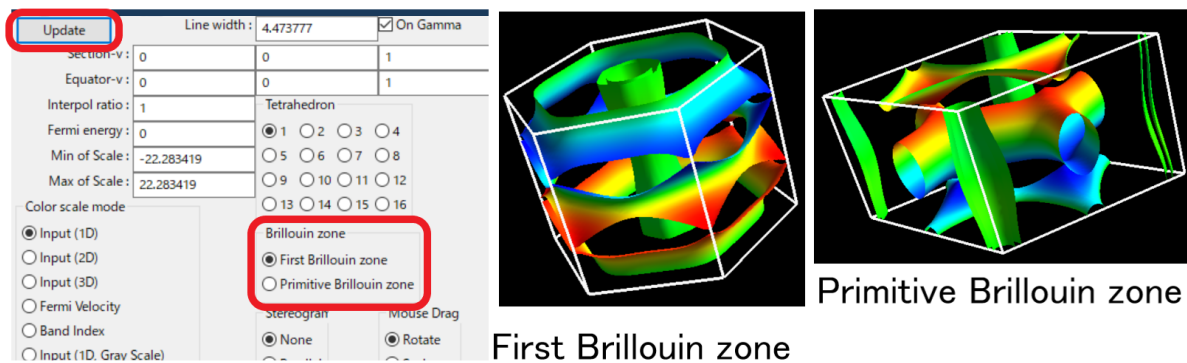 Update
Line width :
4.473777
On Gamma
Section-v :
0
0
1
Equator-v :
0
0
1
Interpol ratio :
1
Tetrahedron
Fermi energy :
0
1 2 3 4
Min of Scale :
-22.283419
5 6 7 8
Max of Scale :
22.283419
9 10 11 12
13 14 15 16
Color scale mode
Input (1D)
Input (2D)
Input (3D)
Fermi Velocity
Band Index
Input (1D, Gray Scale)
Brillouin zone
First Brillouin zone
Primitive Brillouin zone
Mouse Drag
None
Rotate
First Brillouin zone
Primitive Brillouin zone